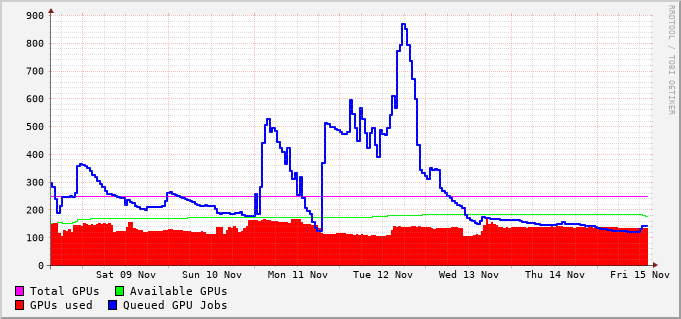 900
800
700
600
500
400
300
200
100
0
Sat 09 Nov Sun 10 Nov Mon 11 Nov Tue 12 Nov Wed 13 Nov Thu 14 Nov Fri 15 Nov
Total GPUs Available GPUs
GPUs used Queued GPU Jobs
RRDTOOL / TOBI OETIKER